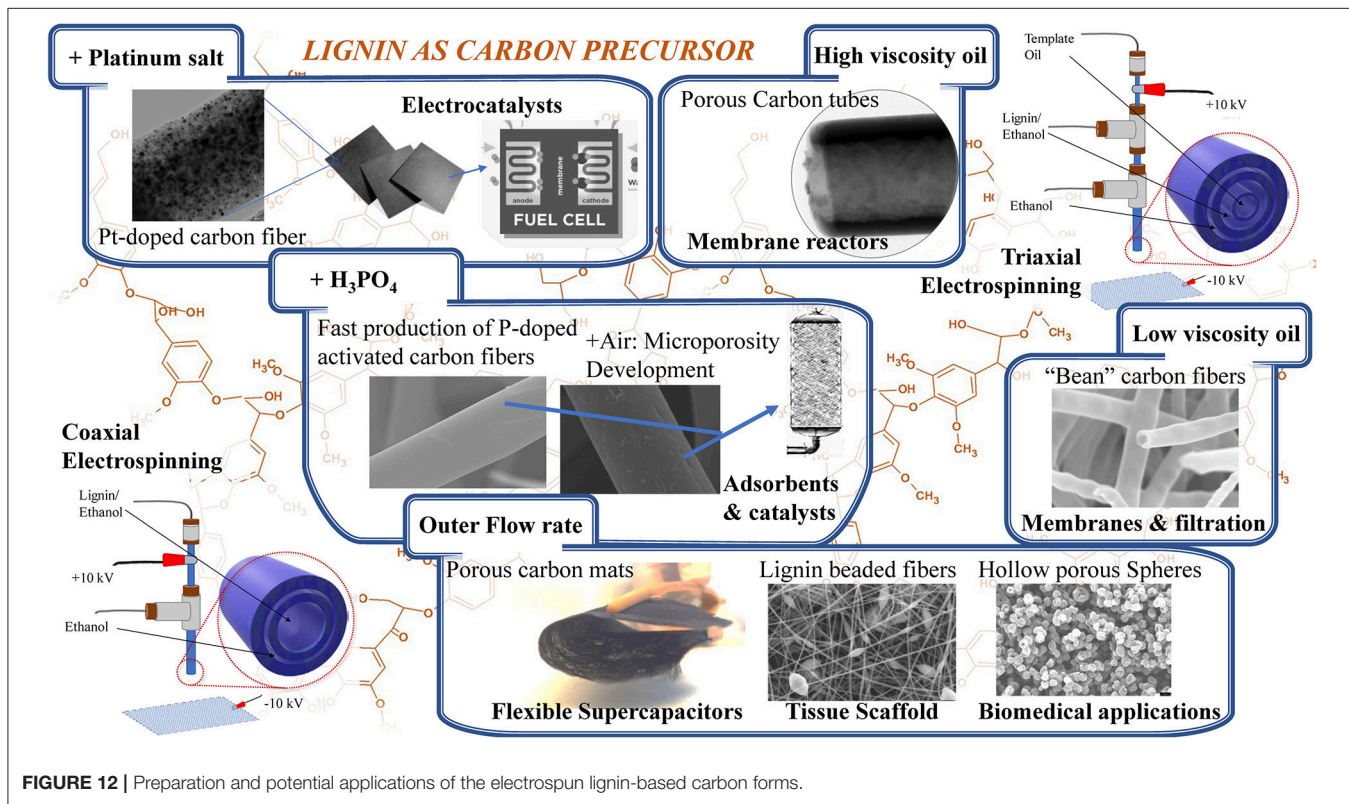 LIGNIN AS CARBON PRECURSOR
+ Platinum salt
Electrocatalysts
membrane
anode
cathode
FUEL CELL
Pt-doped carbon fiber
High viscosity oil
Porous Carbon tubes
Membrane reactors
Template
Oil
+10 kV
Lignin/
Ethanol
Ethanol
-10 kV
Triaxial
Electrospinning
+ H₃PO₄
Fast production of P-doped
activated carbon fibers
+Air: Microporosity
Development
Adsorbents
& catalysts
Low viscosity oil
“Bean” carbon fibers
Membranes & filtration
Coaxial
Electrospinning
Lignin/
Ethanol
+10 kV
Ethanol
-10 kV
Outer Flow rate
Porous carbon mats
Flexible Supercapacitors
Lignin beaded fibers
Tissue Scaffold
Hollow porous Spheres
Biomedical applications
FIGURE 12 | Preparation and potential applications of the electrospun lignin-based carbon forms.